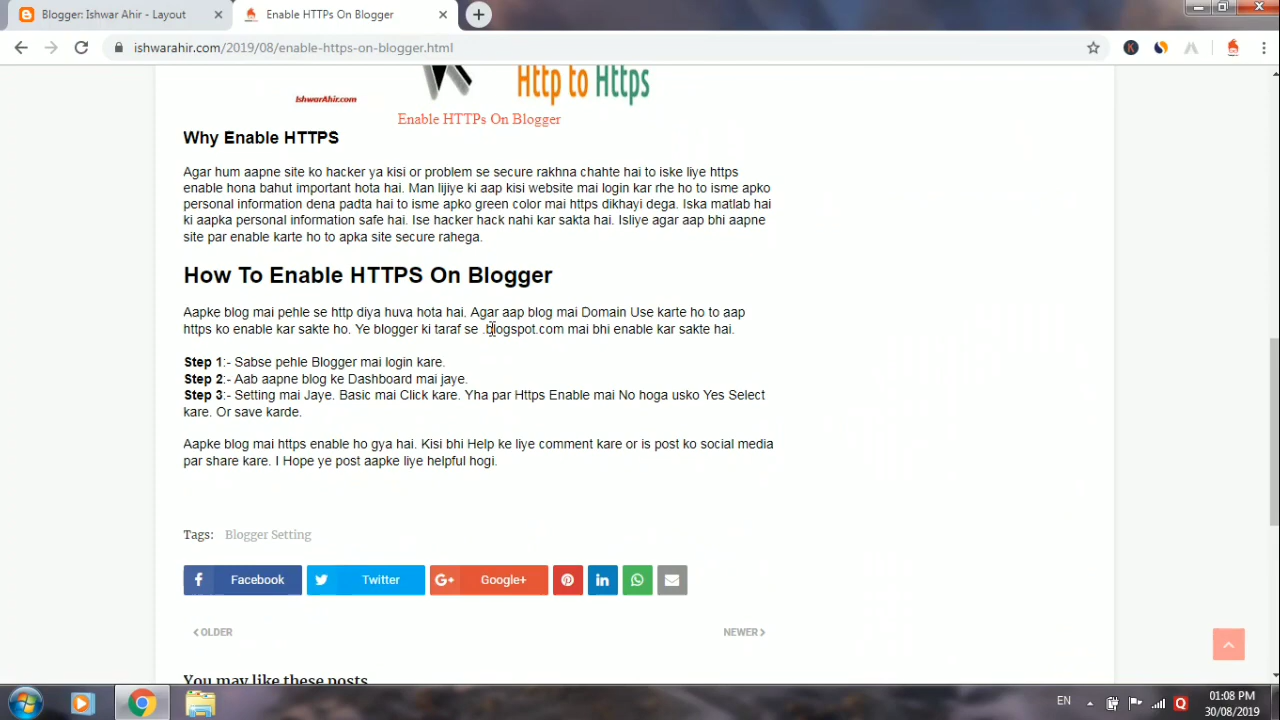 Blogger: Ishwar Ahir - Layout
Enable HTTPs On Blogger
ishwarahir.com/2019/08/enable-https-on-blogger.html
Http to Https
IshwarAhir.com
Enable HTTPs On Blogger
Why Enable HTTPS
Agar hum aapne site ko hacker ya kisi or problem se secure rakhna chahte hai to iske liye https
enable hona bahut important hota hai. Man lijiye ki aap kisi website mai login kar rhe ho to isme apko
personal information dena padta hai to isme apko green color mai https dikhayi dega. Iska matlab hai
ki aapka personal information safe hai. Ise hacker hack nahi kar sakta hai. Isliye agar aap bhi aapne
site par enable karte ho to apka site secure rahega.
How To Enable HTTPS On Blogger
Aapke blog mai pehle se http diya huva hota hai. Agar aap blog mai Domain Use karte ho to aap
https ko enable kar sakte ho. Ye blogger ki taraf se .blogspot.com mai bhi enable kar sakte hai.
Step 1:- Sabse pehle Blogger mai login kare.
Step 2:- Aab aapne blog ke Dashboard mai jaye.
Step 3:- Setting mai Jaye. Basic mai Click kare. Yha par Https Enable mai No hoga usko Yes Select
kare. Or save karde.
Aapke blog mai https enable ho gya hai. Kisi bhi Help ke liye comment kare or is post ko social media
par share kare. I Hope ye post aapke liye helpful hogi.
Tags: Blogger Setting
Facebook
Twitter
G+ Google+
OLDER
NEWER
You may like these posts
EN
01:08 PM
30/08/2019